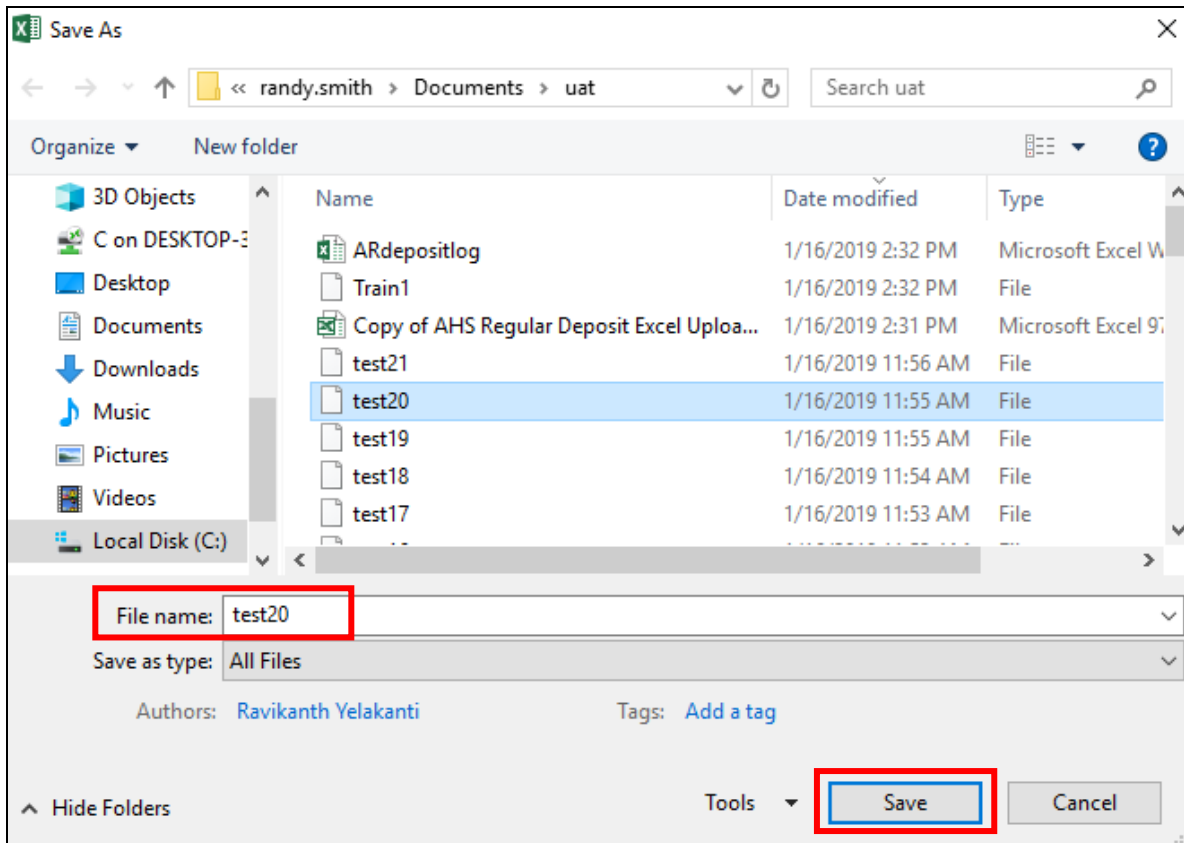 Save As
« randy.smith > Documents > uat
Search uat
Organize
New folder
?
3D Objects
C on DESKTOP-3
Desktop
Documents
Downloads
Music
Pictures
Videos
Local Disk (C:)
Name Date modified Type
ARdepositlog 1/16/2019 2:32 PM Microsoft Excel W
Train1 1/16/2019 2:32 PM File
Copy of AHS Regular Deposit Excel Uploa... 1/16/2019 2:31 PM Microsoft Excel 97
test21 1/16/2019 11:56 AM File
test20 1/16/2019 11:55 AM File
test19 1/16/2019 11:55 AM File
test18 1/16/2019 11:54 AM File
test17 1/16/2019 11:53 AM File
File name: test20
Save as type: All Files
Authors: Ravikanth Yelakanti Tags: Add a tag
Hide Folders
Tools Save Cancel